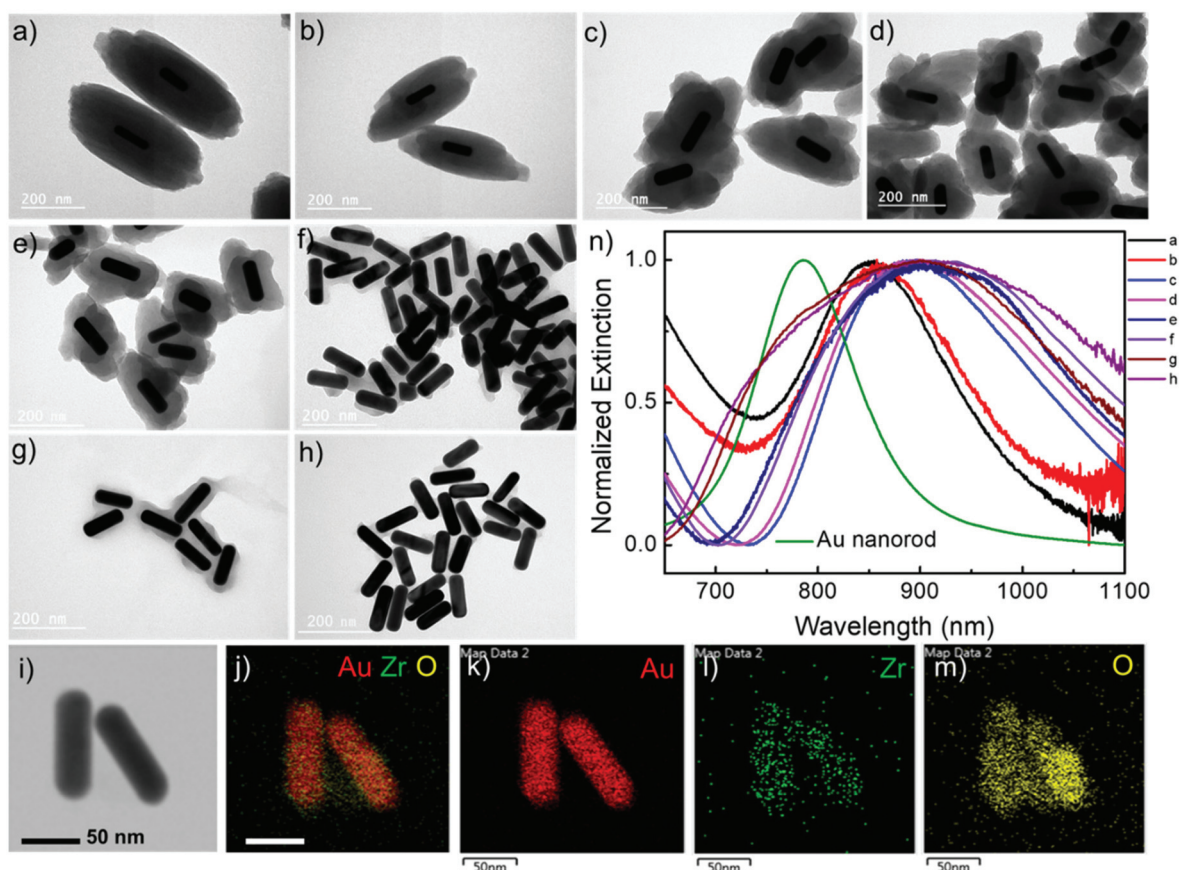 a)
b)
c)
d)
200 nm
200 nm
200 nm
200 nm
e)
f)
n)
a
b
c
d
e
f
g
h
1.0
0.5
0.0
Normalized Extinction
Au nanorod
700 800 900 1000 1100
Wavelength (nm)
200 nm
200 nm
g)
h)
200 nm
200 nm
i)
50 nm
j)
Au Zr O
Map Data 2
k)
Au
50nm
Map Data 2
l)
Zr
50nm
Map Data 2
m)
O
50nm